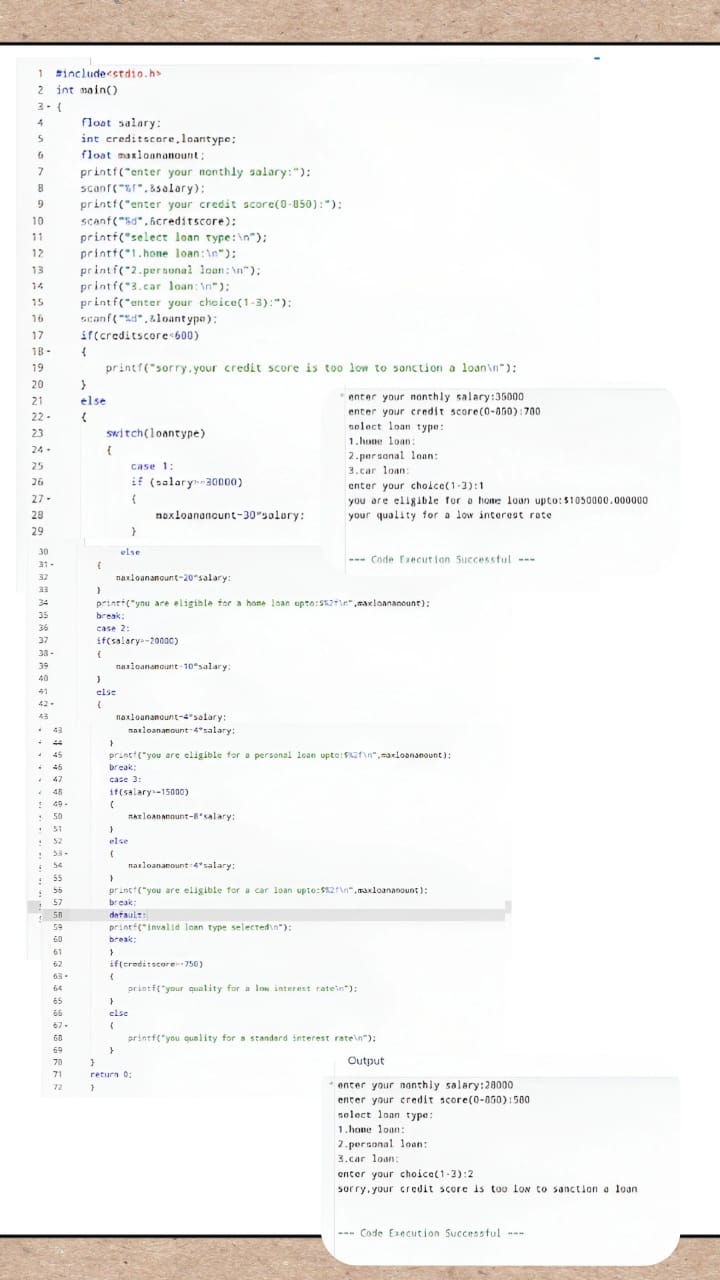 1 #include<stdio.h>
2 int main()
3 - {
4 float salary;
5 int creditscore,loantype;
6 float maxloanamount;
7 printf("enter your monthly salary:");
8 scanf("%f",&salary);
9 printf("enter your credit score(0-850):");
10 scanf("%d",&creditscore);
11 printf("select loan type:\n");
12 printf("1.home loan:\n");
13 printf("2.personal loan:\n");
14 printf("3.car loan:\n");
15 printf("enter your choice(1-3):");
16 scanf("%d",&loantype);
17 if(creditscore<600)
18 - {
19 printf("sorry,your credit score is too low to sanction a loan\n");
20 }
21 else
22 - {
23 switch(loantype)
24 - {
25 case 1:
26 if (salary>=30000)
27 - {
28 maxloanamount=30*salary;
29 }
30 else
31 - {
32 maxloanamount=20*salary;
33 }
34 printf("you are eligible for a home loan upto:$%2f\n",maxloanamount);
35 break;
36 case 2:
37 if(salary>=20000)
38 - {
39 maxloanamount=10*salary;
40 }
41 else
42 - {
43 maxloanamount=4*salary;
43 maxloanamount=4*salary;
44 }
45 printf("you are eligible for a personal loan upto:$%2f\n",maxloanamount);
46 break;
47 case 3:
48 if(salary>=15000)
49 - {
50 maxloanamount=8*salary;
51 }
52 else
53 - {
54 maxloanamount=4*salary;
55 }
56 printf("you are eligible for a car loan upto:$%2f\n",maxloanamount);
57 break;
58 default:
59 printf("invalid loan type selected\n");
60 break;
61 }
62 if(creditscore>=750)
63 - {
64 printf("your quality for a low interest rate\n");
65 }
66 else
67 - {
68 printf("you quality for a standard interest rate\n");
69 }
70 }
71 return 0;
72 }
enter your monthly salary:35000
enter your credit score(0-850):780
select loan type:
1.home loan:
2.personal loan:
3.car loan:
enter your choice(1-3):1
you are eligible for a home loan upto:$1050000.000000
your quality for a low interest rate
--- Code Execution Successful ---
Output
enter your monthly salary:28000
enter your credit score(0-850):580
select loan type:
1.home loan:
2.personal loan:
3.car loan:
enter your choice(1-3):2
sorry,your credit score is too low to sanction a loan
--- Code Execution Successful ---